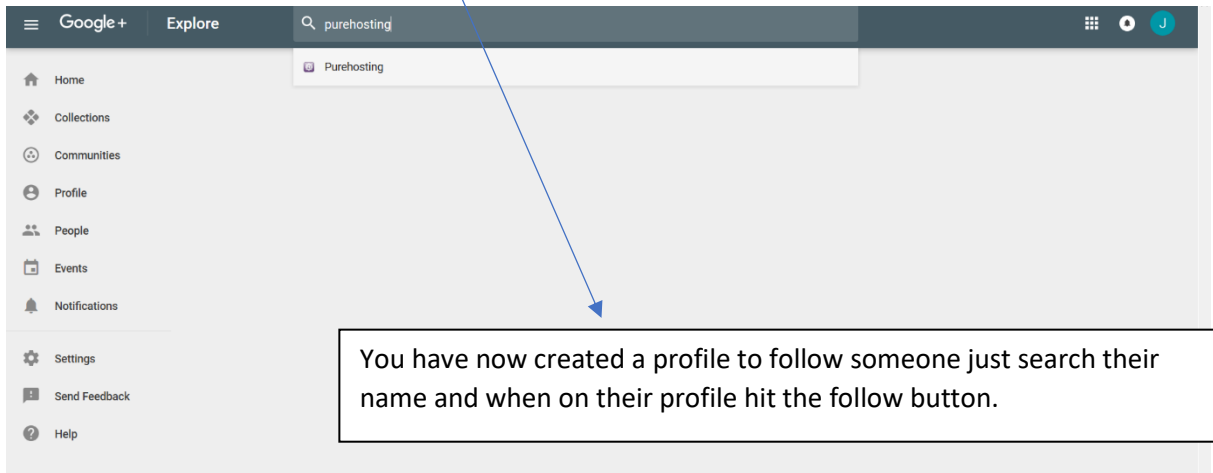 Google+ Explore purehosting J
Purehosting
Home
Collections
Communities
Profile
People
Events
Notifications
Settings
Send Feedback
Help
You have now created a profile to follow someone just search their
name and when on their profile hit the follow button.